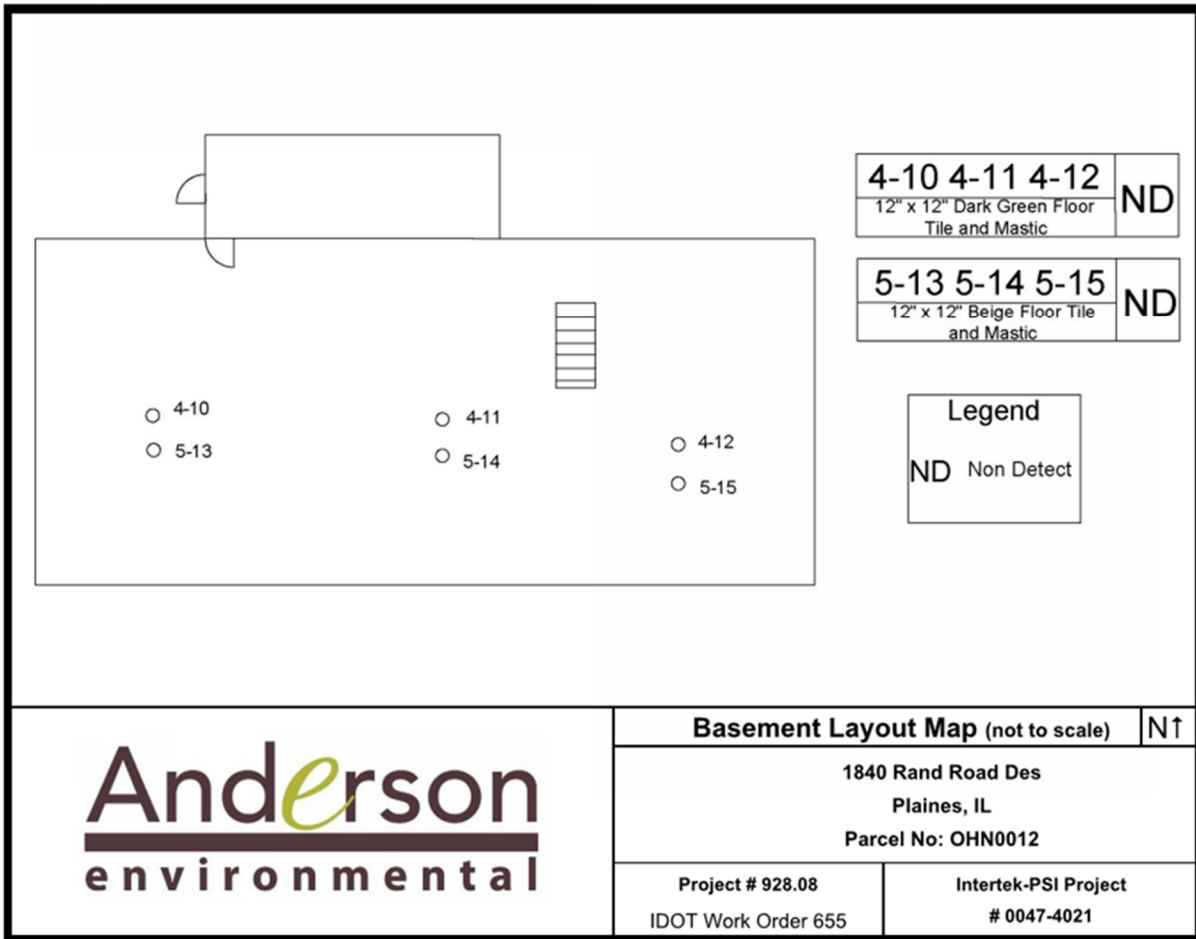 4-10 4-11 4-12
ND
12" x 12" Dark Green Floor
Tile and Mastic
5-13 5-14 5-15
ND
12" x 12" Beige Floor Tile
and Mastic
4-10
5-13
4-11
5-14
4-12
5-15
Legend
ND Non Detect
Anderson
environmental
Basement Layout Map (not to scale)
N↑
1840 Rand Road Des
Plaines, IL
Parcel No: OHN0012
Project # 928.08
IDOT Work Order 655
Intertek-PSI Project
# 0047-4021